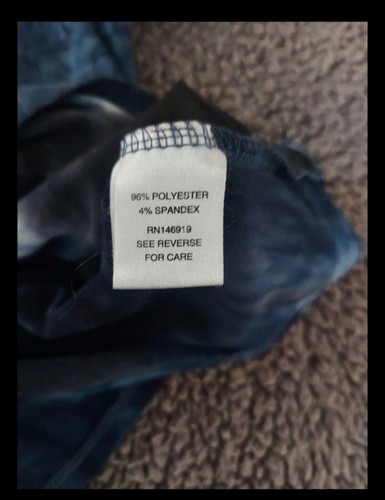 96% POLYESTER
4% SPANDEX
RN146919
SEE REVERSE
FOR CARE